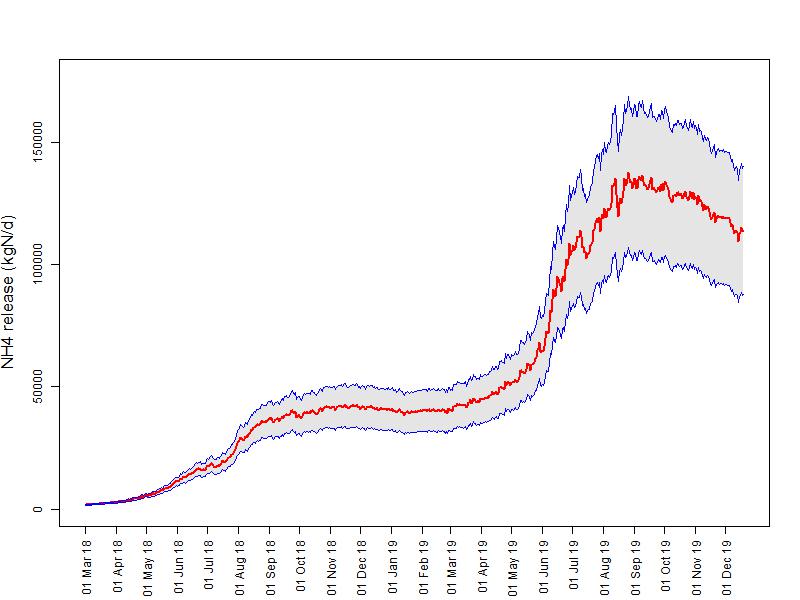 NH4 release (kgN/d)
150000
100000
50000
0
01 Mar 18
01 Apr 18
01 May 18
01 Jun 18
01 Jul 18
01 Aug 18
01 Sep 18
01 Oct 18
01 Nov 18
01 Dec 18
01 Jan 19
01 Feb 19
01 Mar 19
01 Apr 19
01 May 19
01 Jun 19
01 Jul 19
01 Aug 19
01 Sep 19
01 Oct 19
01 Nov 19
01 Dec 19